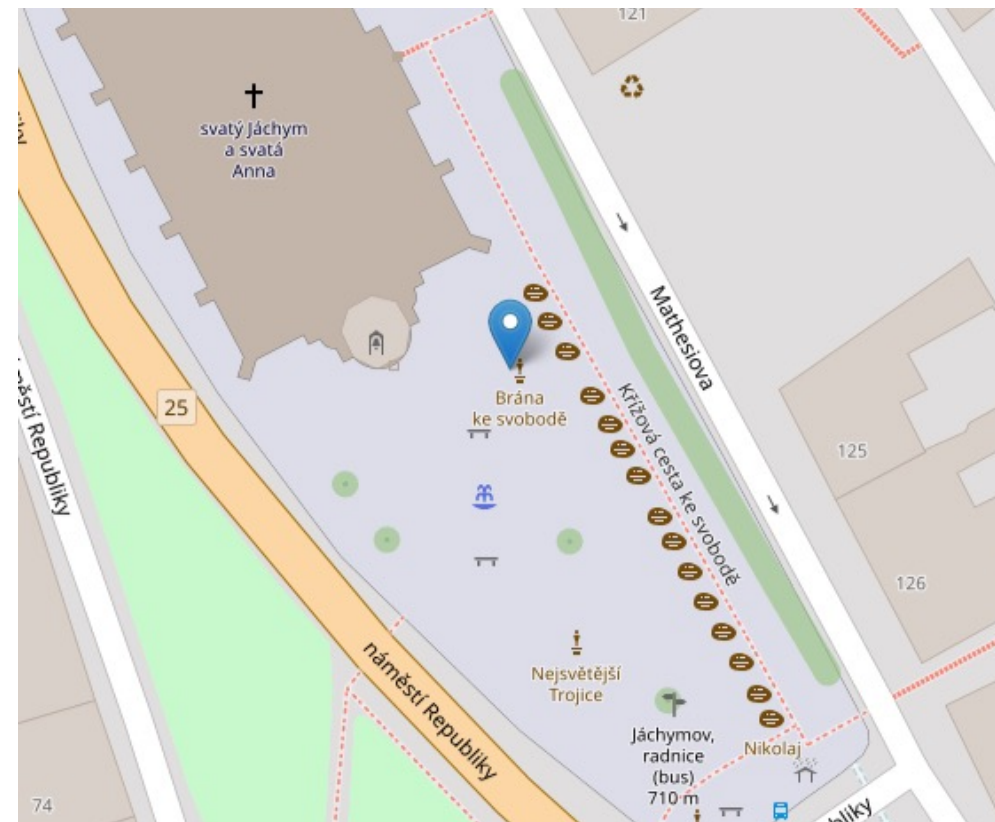 121
svatý Jáchym
a svatá
Anna
Mathesiova
Brána
ke svobodě
Křížová cesta ke svobodě
25
náměstí Republiky
125
126
Nejsvětější
Trojice
náměstí Republiky
Jáchymov,
radnice
(bus)
710 m
Nikolaj
74